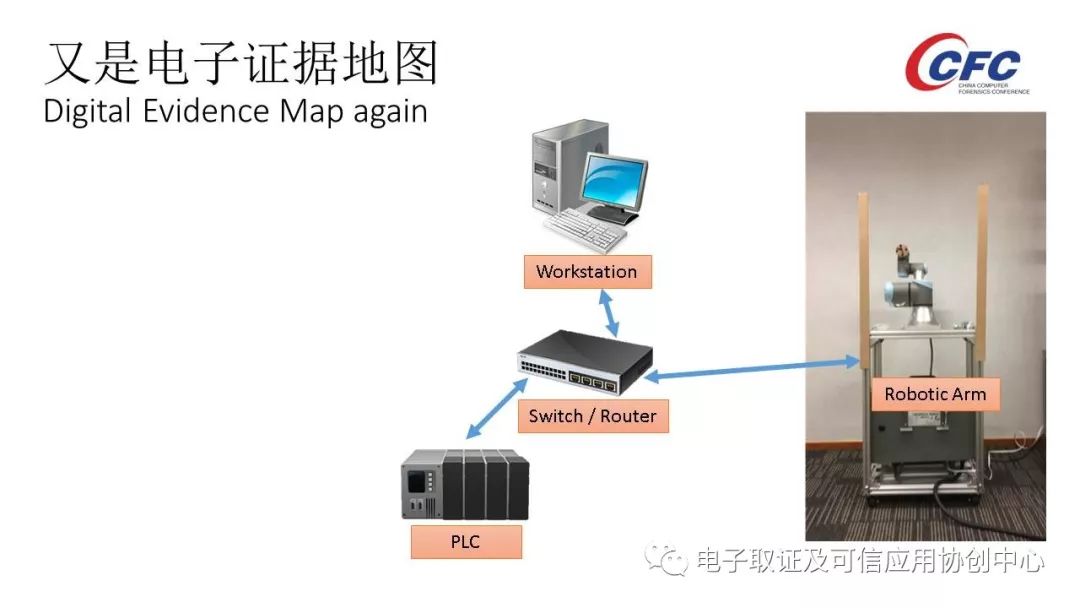 又是电子证据地图
Digital Evidence Map again
CFC
CHINA COMPUTER
FORENSICS CONFERENCE
Workstation
Switch / Router
Robotic Arm
PLC
电子取证及可信应用协创中心